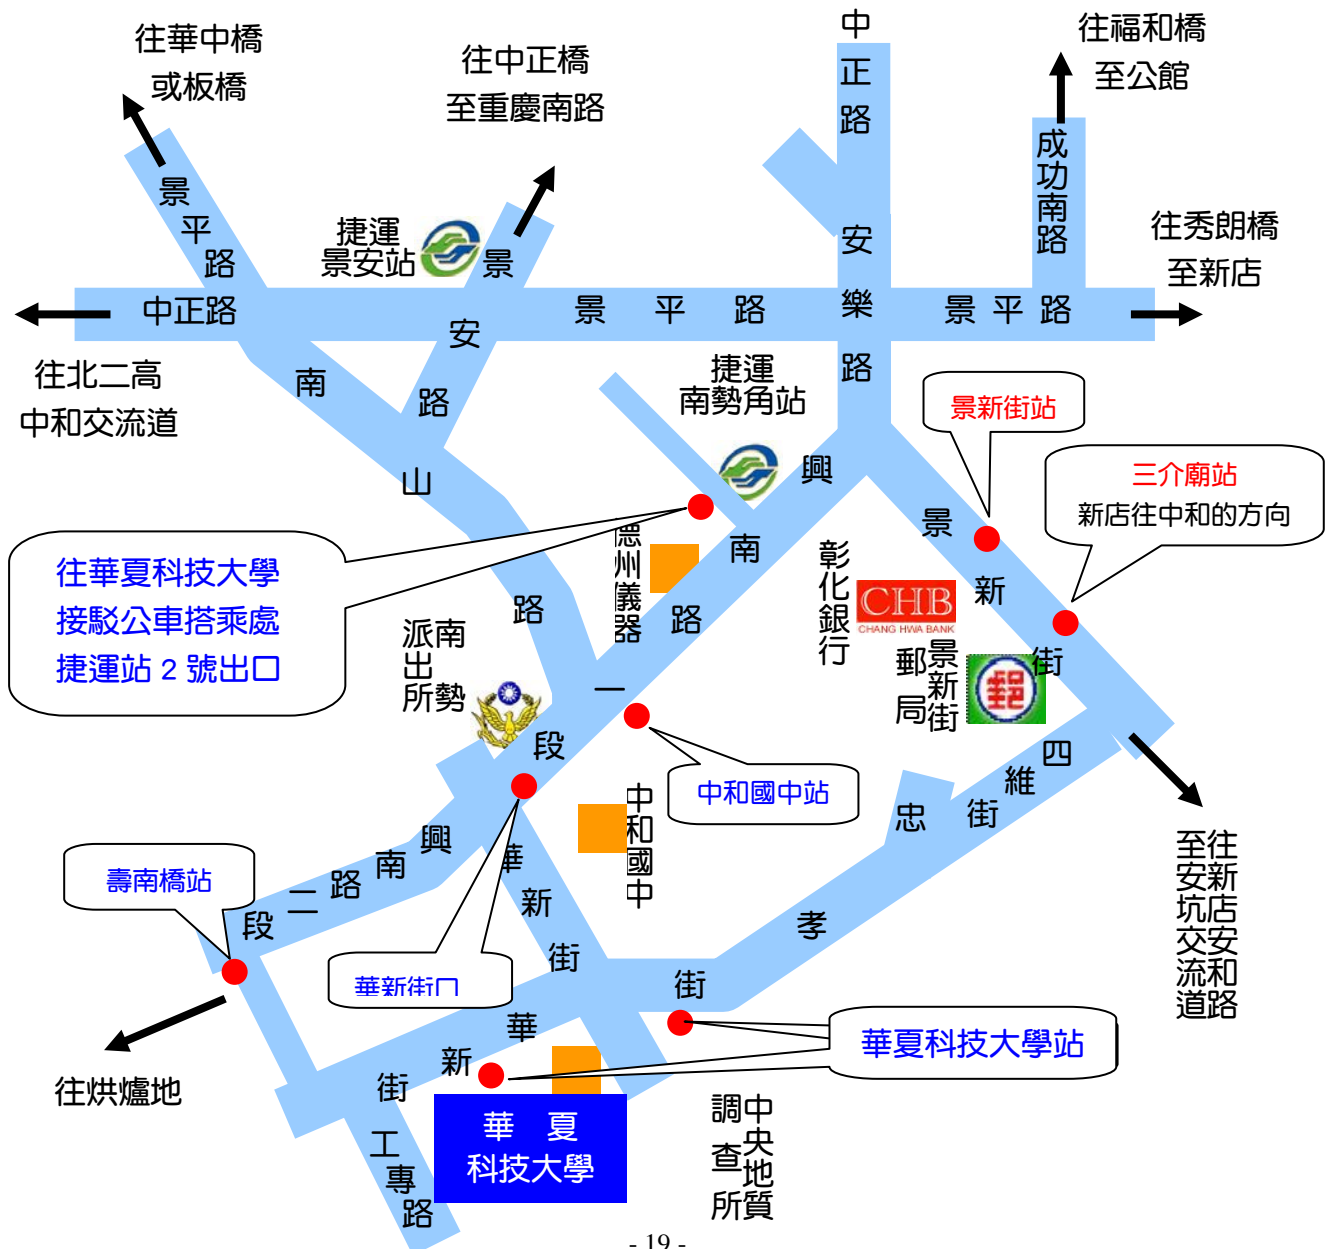 往華中橋
或板橋
往中正橋
至重慶南路
中正路
往福和橋
至公館
成功南路
景平路
捷運
景安站
景安路
安樂路
往秀朗橋
至新店
中正路
景平路
景平路
往北二高
中和交流道
南山路
捷運
南勢角站
景新街站
三介廟站
新店往中和的方向
往華夏科技大學
接駁公車搭乘處
捷運站 2 號出口
德州儀器
興南路一段
彰化銀行
CHB
CHANG HWA BANK
景新街
景新街
郵局
郵
南勢
派出所
中和國中站
中和國中
四維街
忠
孝
街
往新店安和路
至安坑交流道
壽南橋站
興南路二段
華新街
華新街口
往烘爐地
華新街
華夏科技大學站
工專路
華 夏
科技大學
中央地質
調查所
- 19 -